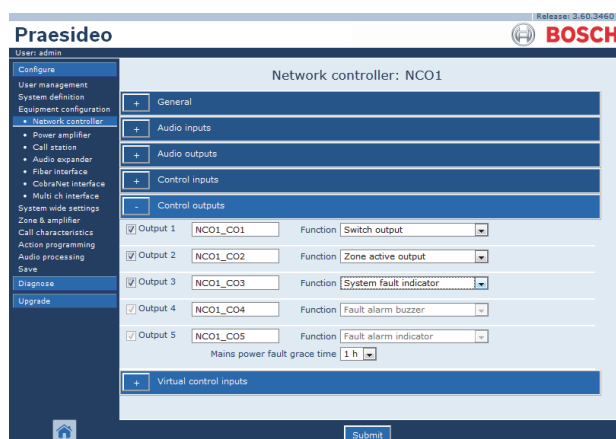 Release: 3.60.3460
Praesideo
BOSCH
User: admin
Configure
User management
System definition
Equipment configuration
• Network controller
• Power amplifier
• Call station
• Audio expander
• Fiber interface
• CobraNet interface
• Multi ch interface
System wide settings
Zone & amplifier
Call characteristics
Action programming
Audio processing
Save
Diagnose
Upgrade
Network controller: NCO1
+ General
+ Audio inputs
+ Audio outputs
+ Control inputs
- Control outputs
Output 1 NCO1_CO1 Function Switch output
Output 2 NCO1_CO2 Function Zone active output
Output 3 NCO1_CO3 Function System fault indicator
Output 4 NCO1_CO4 Function Fault alarm buzzer
Output 5 NCO1_CO5 Function Fault alarm indicator
Mains power fault grace time 1 h
+ Virtual control inputs
Submit